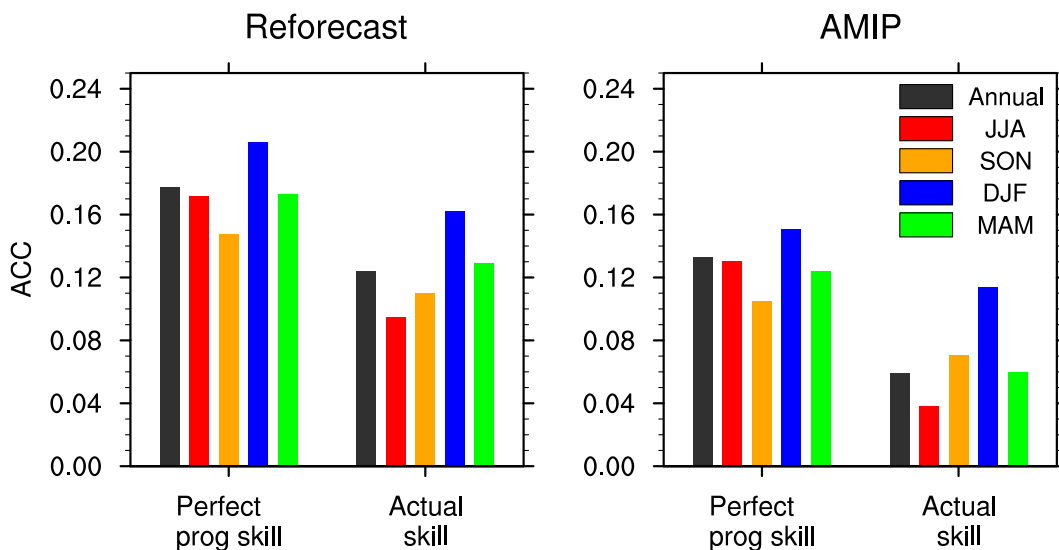 Reforecast
AMIP
ACC
0.24
0.20
0.16
0.12
0.08
0.04
0.00
Perfect
prog skill
Actual
skill
0.24
0.20
0.16
0.12
0.08
0.04
0.00
Annual
JJA
SON
DJF
MAM
Perfect
prog skill
Actual
skill